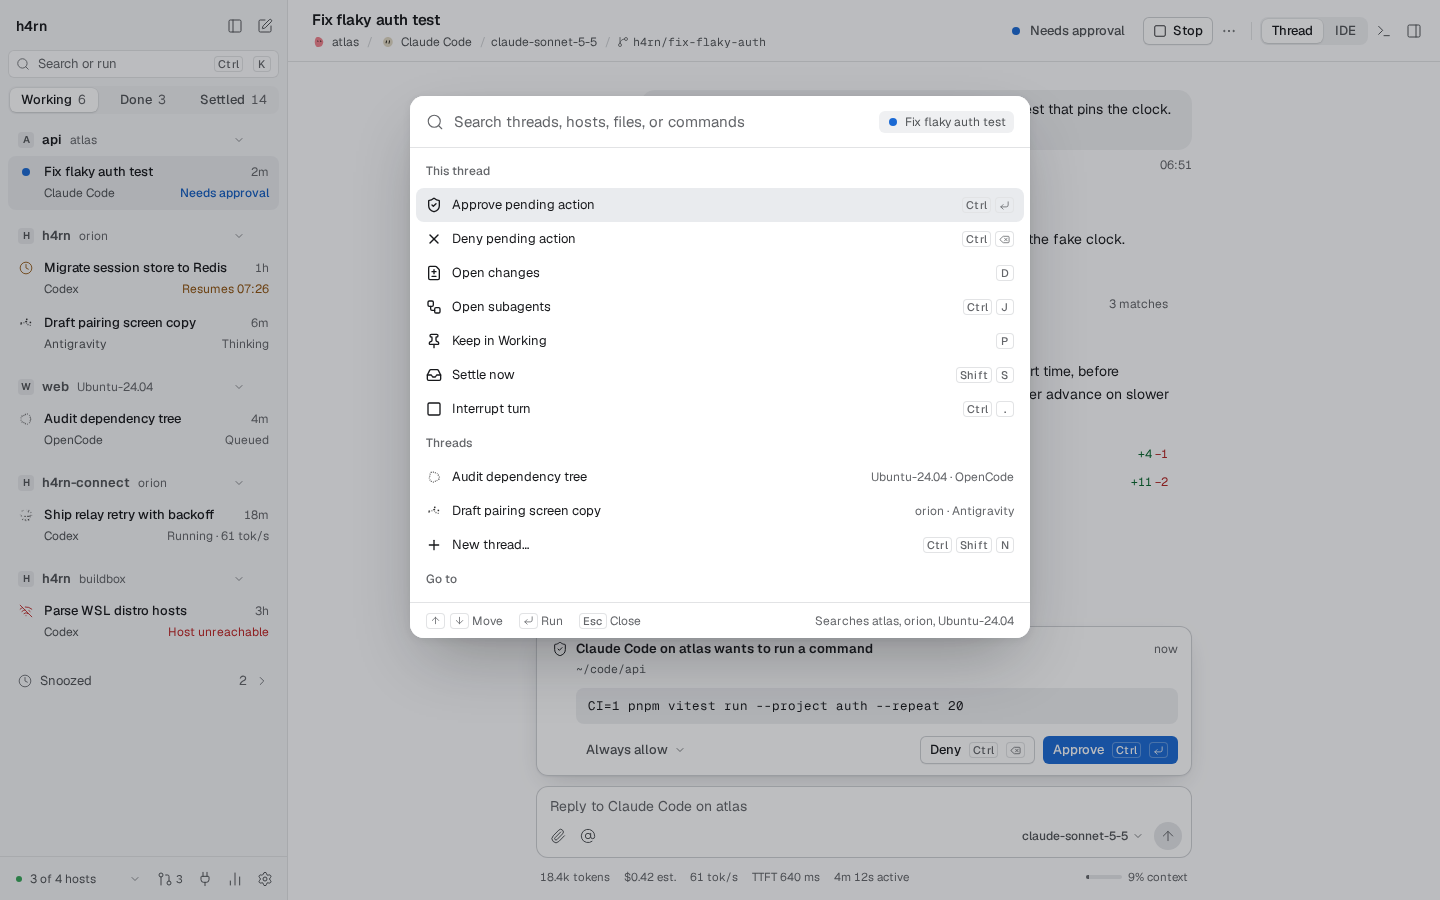 h4rn
Search or run
Ctrl K
Working 6
Done 3
Settled 14
A api atlas
Fix flaky auth test 2m
Claude Code Needs approval
H h4rn orion
Migrate session store to Redis 1h
Codex Resumes 07:26
Draft pairing screen copy 6m
Antigravity Thinking
W web Ubuntu-24.04
Audit dependency tree 4m
OpenCode Queued
H h4rn-connect orion
Ship relay retry with backoff 18m
Codex Running · 61 tok/s
H h4rn buildbox
Parse WSL distro hosts 3h
Codex Host unreachable
Snoozed 2
3 of 4 hosts
3
Fix flaky auth test
atlas / Claude Code / claude-sonnet-5-5 / h4rn/fix-flaky-auth
Needs approval
Stop
Thread
IDE
est that pins the clock.
06:51
the fake clock.
3 matches
rt time, before
er advance on slower
+4 −1
+11 −2
Search threads, hosts, files, or commands
Fix flaky auth test
This thread
Approve pending action Ctrl
Deny pending action Ctrl
Open changes D
Open subagents Ctrl J
Keep in Working P
Settle now Shift S
Interrupt turn Ctrl .
Threads
Audit dependency tree Ubuntu-24.04 · OpenCode
Draft pairing screen copy orion · Antigravity
New thread… Ctrl Shift N
Go to
Move Run Esc Close
Searches atlas, orion, Ubuntu-24.04
Claude Code on atlas wants to run a command now
~/code/api
CI=1 pnpm vitest run --project auth --repeat 20
Always allow
Deny Ctrl
Approve Ctrl
Reply to Claude Code on atlas
claude-sonnet-5-5
18.4k tokens $0.42 est. 61 tok/s TTFT 640 ms 4m 12s active
9% context